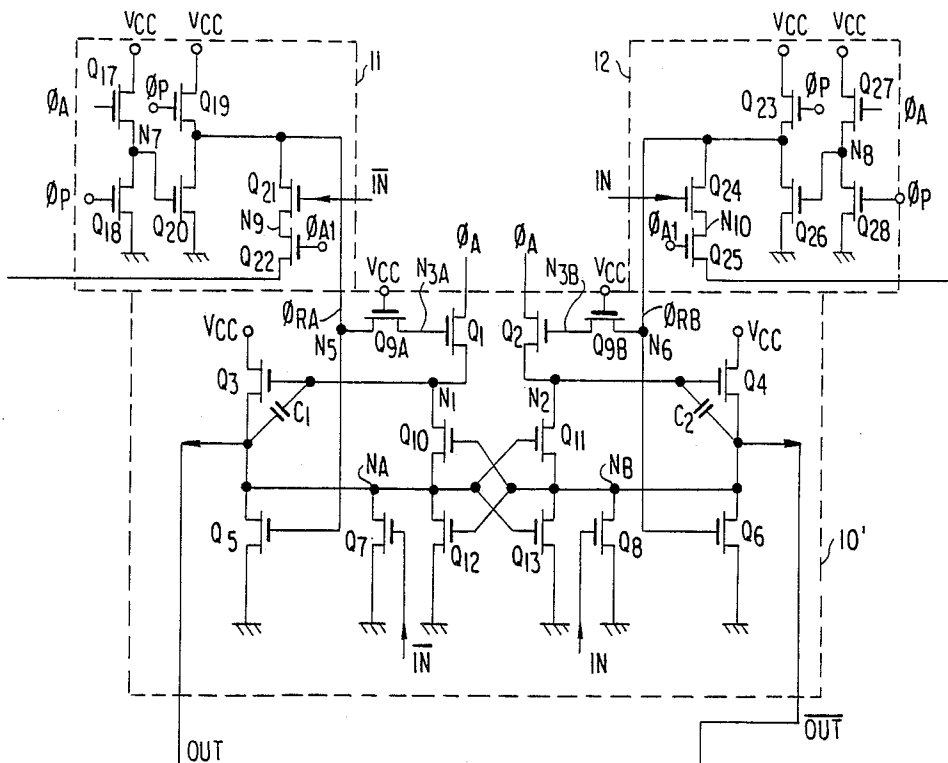 VCC VCC 11 12 VCC VCC
Q17 ØP Q19 Q23 ØP Q27
ØA ØA
N7 N8
Q21 IN̅ IN Q24
ØP N9 ØA1 ØA1 N10 ØP
Q18 Q20 Q22 Q25 Q26 Q28
ØA ØA
VCC N3A N3B VCC
ØRA ØRB
VCC N5 Q9A Q1 Q2 Q9B N6 VCC
Q3 Q4
C1 N1 N2 C2
Q10 Q11
NA NB
Q5 Q7 Q12 Q13 Q8 Q6 10'
IN̅ IN
OUT O̅U̅T̅